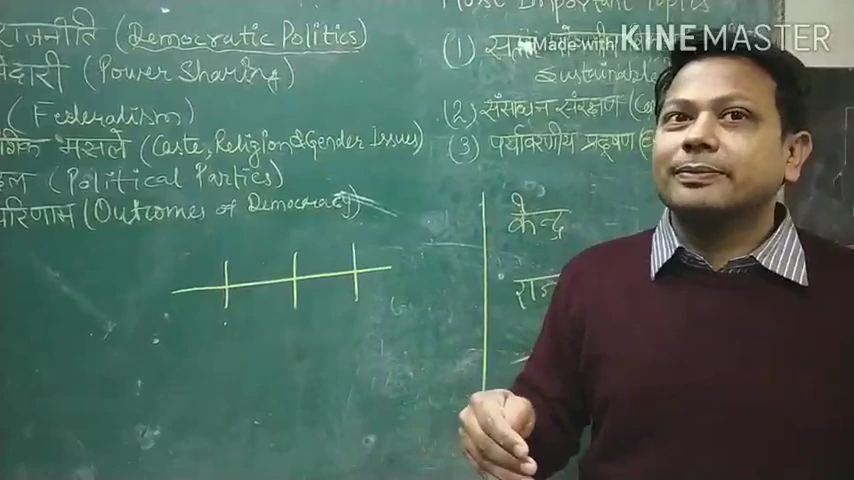 राजनीति (Democratic Politics)
(Power Sharing)
(Federadism)
मसले (Caste, Religion & Gender Issues)
(Political Parties)
परिणाम (Outcomes of Democracy)
Most Important Topics
(1)
Sustainable
(2) संसाधन संरक्षण
(3) पर्यावरणीय प्रदूषण
केन्द्र
Made with KINEMASTER